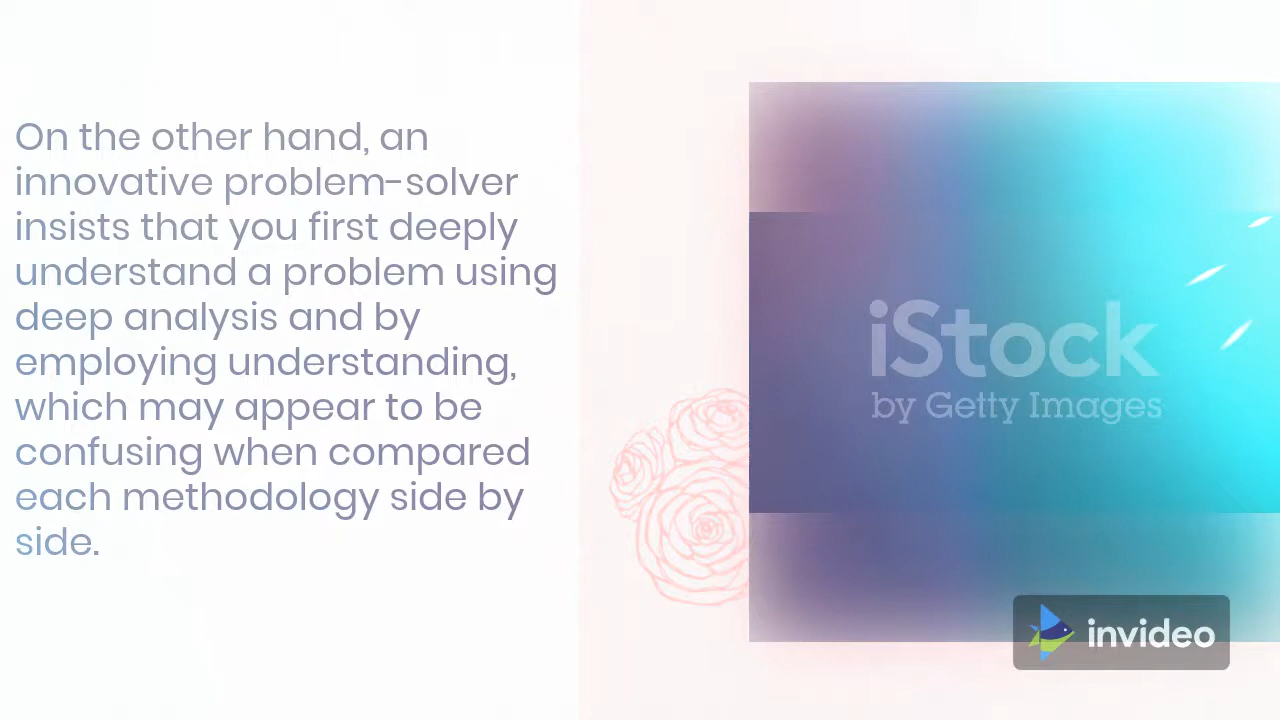 On the other hand, an
innovative problem-solver
insists that you first deeply
understand a problem using
deep analysis and by
employing understanding,
which may appear to be
confusing when compared
each methodology side by
side.
iStock
by Getty Images
invideo